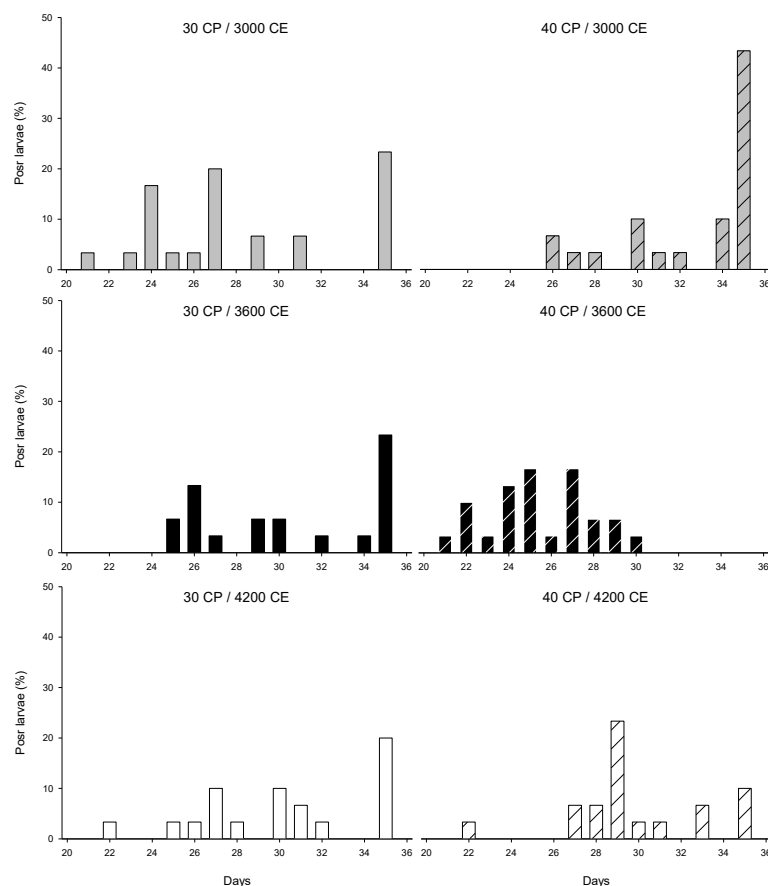 30 CP / 3000 CE
40 CP / 3000 CE
50
40
30
20
10
0
Posr larvae (%)
20 22 24 26 28 30 32 34 36
20 22 24 26 28 30 32 34 36
30 CP / 3600 CE
40 CP / 3600 CE
50
40
30
20
10
0
Posr larvae (%)
20 22 24 26 28 30 32 34 36
20 22 24 26 28 30 32 34 36
30 CP / 4200 CE
40 CP / 4200 CE
50
40
30
20
10
0
Posr larvae (%)
20 22 24 26 28 30 32 34 36
20 22 24 26 28 30 32 34 36
Days
Days